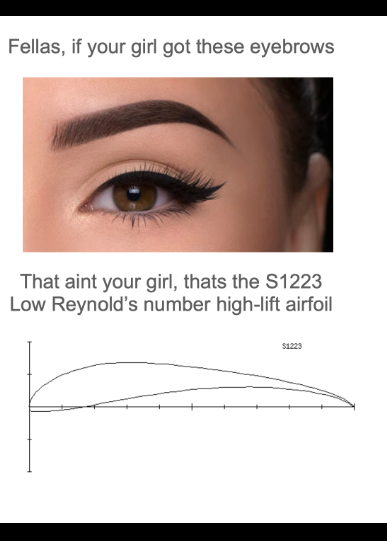 Fellas, if your girl got these eyebrows
That aint your girl, thats the S1223
Low Reynold's number high-lift airfoil
S1223